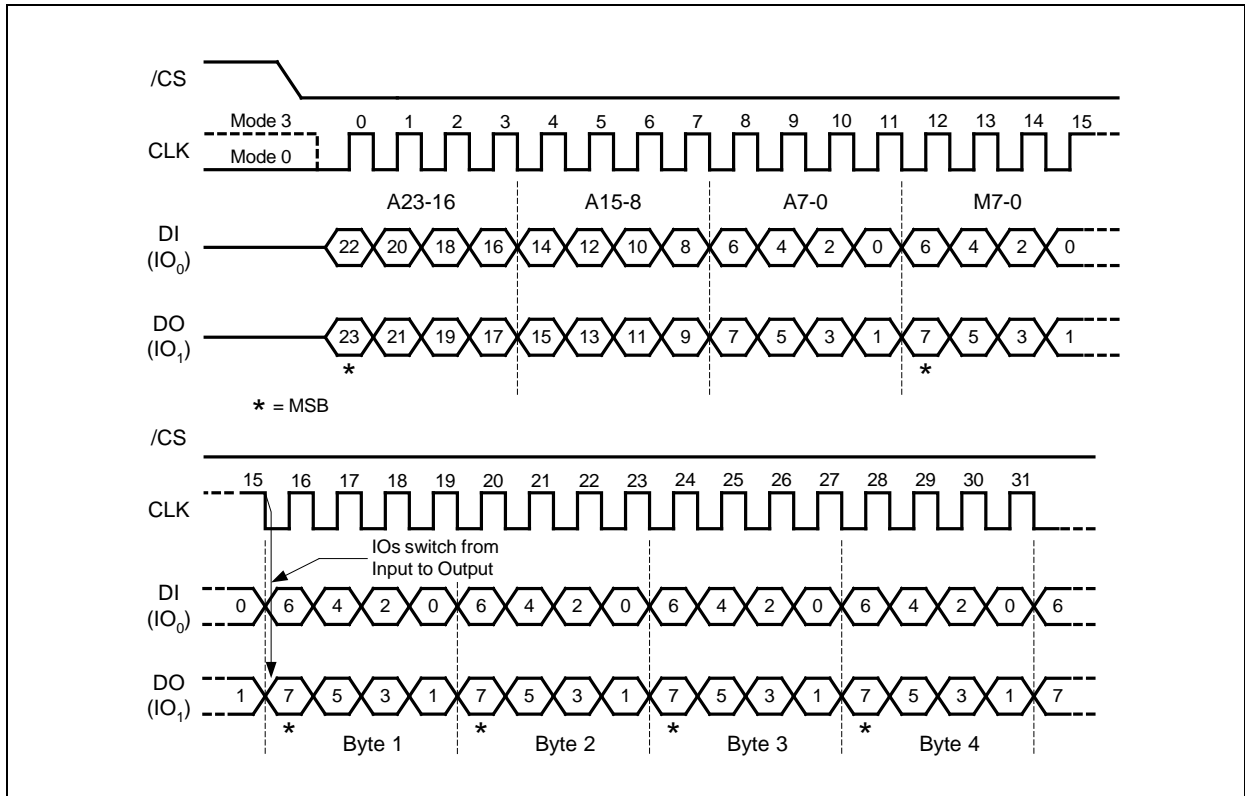 /CS
Mode 3 0 1 2 3 4 5 6 7 8 9 10 11 12 13 14 15
CLK
Mode 0
A23-16 A15-8 A7-0 M7-0
DI
(IO0) 22 20 18 16 14 12 10 8 6 4 2 0 6 4 2 0
DO
(IO1) 23 21 19 17 15 13 11 9 7 5 3 1 7 5 3 1
* *
* = MSB
/CS
15 16 17 18 19 20 21 22 23 24 25 26 27 28 29 30 31
CLK
IOs switch from
Input to Output
DI
(IO0) 0 6 4 2 0 6 4 2 0 6 4 2 0 6 4 2 0 6
DO
(IO1) 1 7 5 3 1 7 5 3 1 7 5 3 1 7 5 3 1 7
* * * *
Byte 1 Byte 2 Byte 3 Byte 4